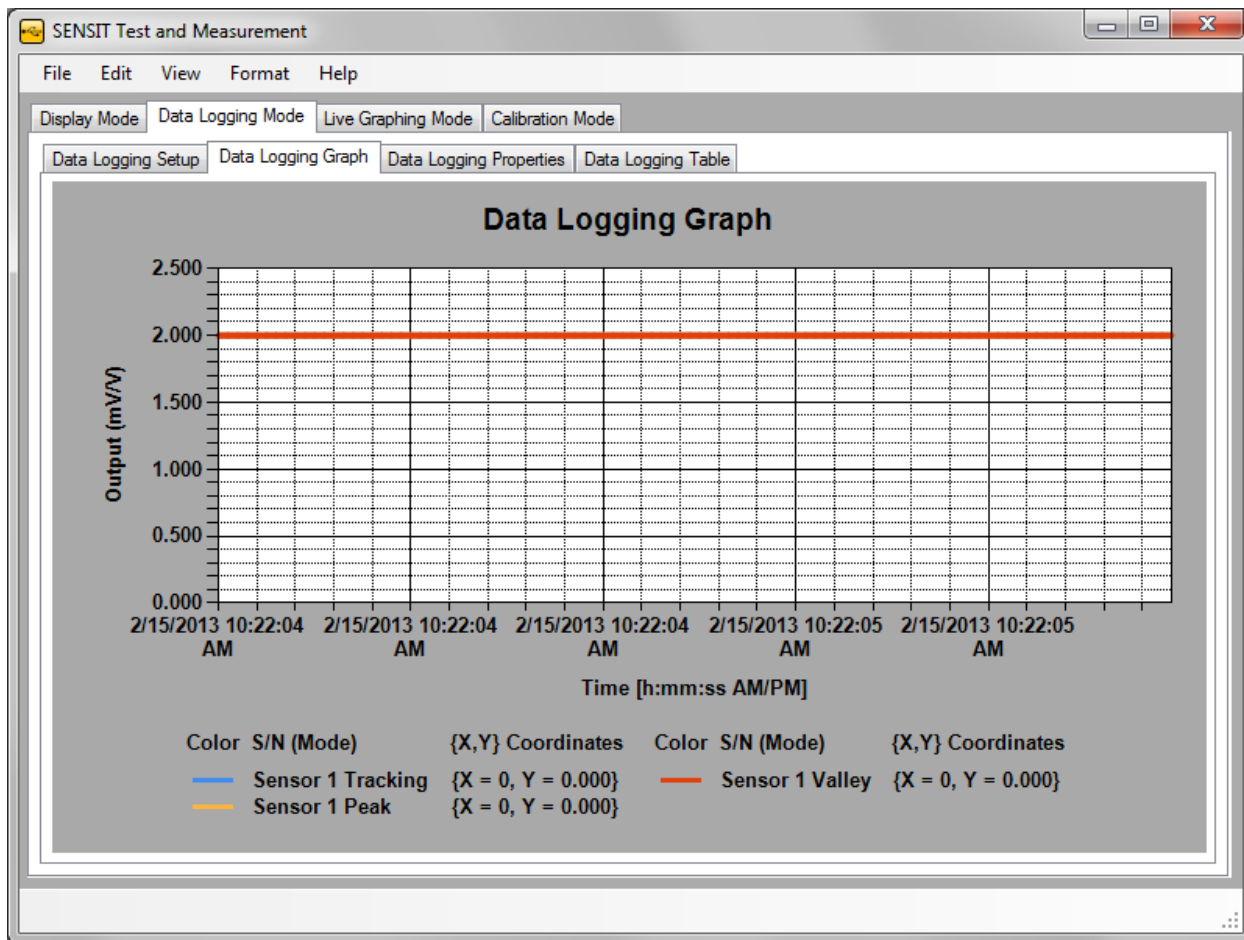 SENSIT Test and Measurement
File Edit View Format Help
Display Mode Data Logging Mode Live Graphing Mode Calibration Mode
Data Logging Setup Data Logging Graph Data Logging Properties Data Logging Table
Data Logging Graph
2.500
2.000
1.500
1.000
0.500
0.000
Output (mV/V)
2/15/2013 10:22:04 2/15/2013 10:22:04 2/15/2013 10:22:04 2/15/2013 10:22:05 2/15/2013 10:22:05
AM AM AM AM AM
Time [h:mm:ss AM/PM]
Color S/N (Mode) {X,Y} Coordinates Color S/N (Mode) {X,Y} Coordinates
Sensor 1 Tracking {X = 0, Y = 0.000} Sensor 1 Valley {X = 0, Y = 0.000}
Sensor 1 Peak {X = 0, Y = 0.000}